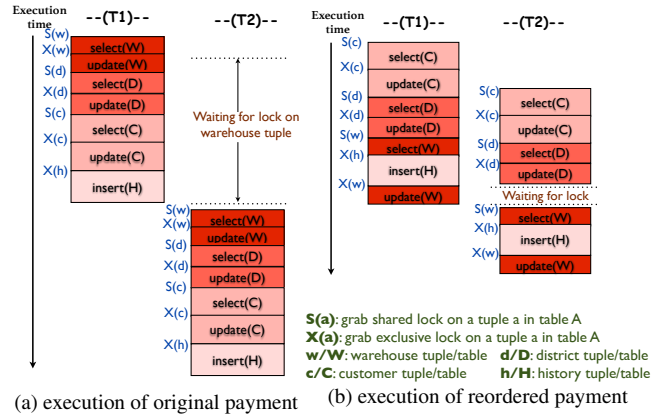 Execution
time
--(T1)--
--(T2)--
S(w)
X(w)
S(d)
X(d)
S(c)
X(c)
X(h)
select(W)
update(W)
select(D)
update(D)
select(C)
update(C)
insert(H)
Waiting for lock on
warehouse tuple
S(w)
X(w)
S(d)
X(d)
S(c)
X(c)
X(h)
select(W)
update(W)
select(D)
update(D)
select(C)
update(C)
insert(H)
(a) execution of original payment
Execution
time
--(T1)--
--(T2)--
S(c)
X(c)
S(d)
X(d)
S(w)
X(h)
X(w)
select(C)
update(C)
select(D)
update(D)
select(W)
insert(H)
update(W)
S(c)
X(c)
S(d)
X(d)
select(C)
update(C)
select(D)
update(D)
Waiting for lock
S(w)
X(h)
X(w)
select(W)
insert(H)
update(W)
S(a): grab shared lock on a tuple a in table A
X(a): grab exclusive lock on a tuple a in table A
w/W: warehouse tuple/table d/D: district tuple/table
c/C: customer tuple/table h/H: history tuple/table
(b) execution of reordered payment